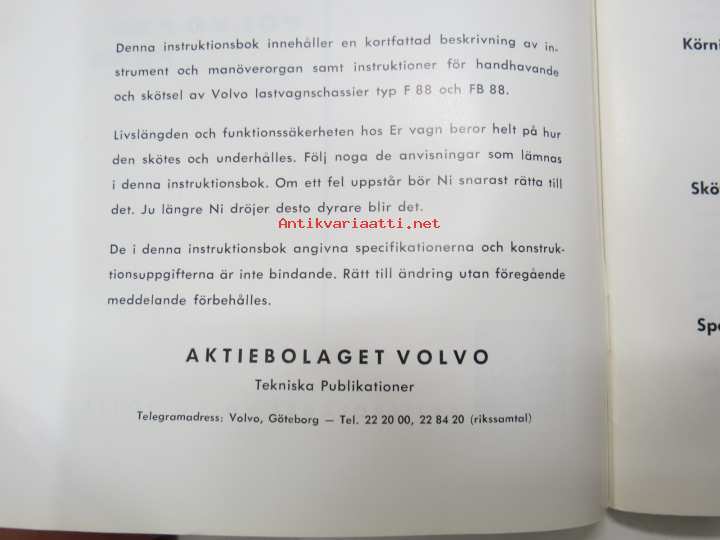 Denna instruktionsbok innehåller en kortfattad beskrivning av in-
strument och manöverorgan samt instruktioner för handhavande
och skötsel av Volvo lastvagnschassier typ F 88 och FB 88.
Livslängden och funktionssäkerheten hos Er vagn beror helt på hur
den skötes och underhålles. Följ noga de anvisningar som lämnas
i denna instruktionsbok. Om ett fel uppstår bör Ni snarast rätta till
det. Ju längre Ni dröjer desto dyrare blir det.
Antikvariaatti.net
De i denna instruktionsbok angivna specifikationerna och konstruk-
tionsuppgifterna är inte bindande. Rätt till ändring utan föregående
meddelande förbehålles.
AKTIEBOLAGET VOLVO
Tekniska Publikationer
Telegramadress: Volvo, Göteborg — Tel. 22 20 00, 22 84 20 (rikssamtal)
Körni
Skö
Spe